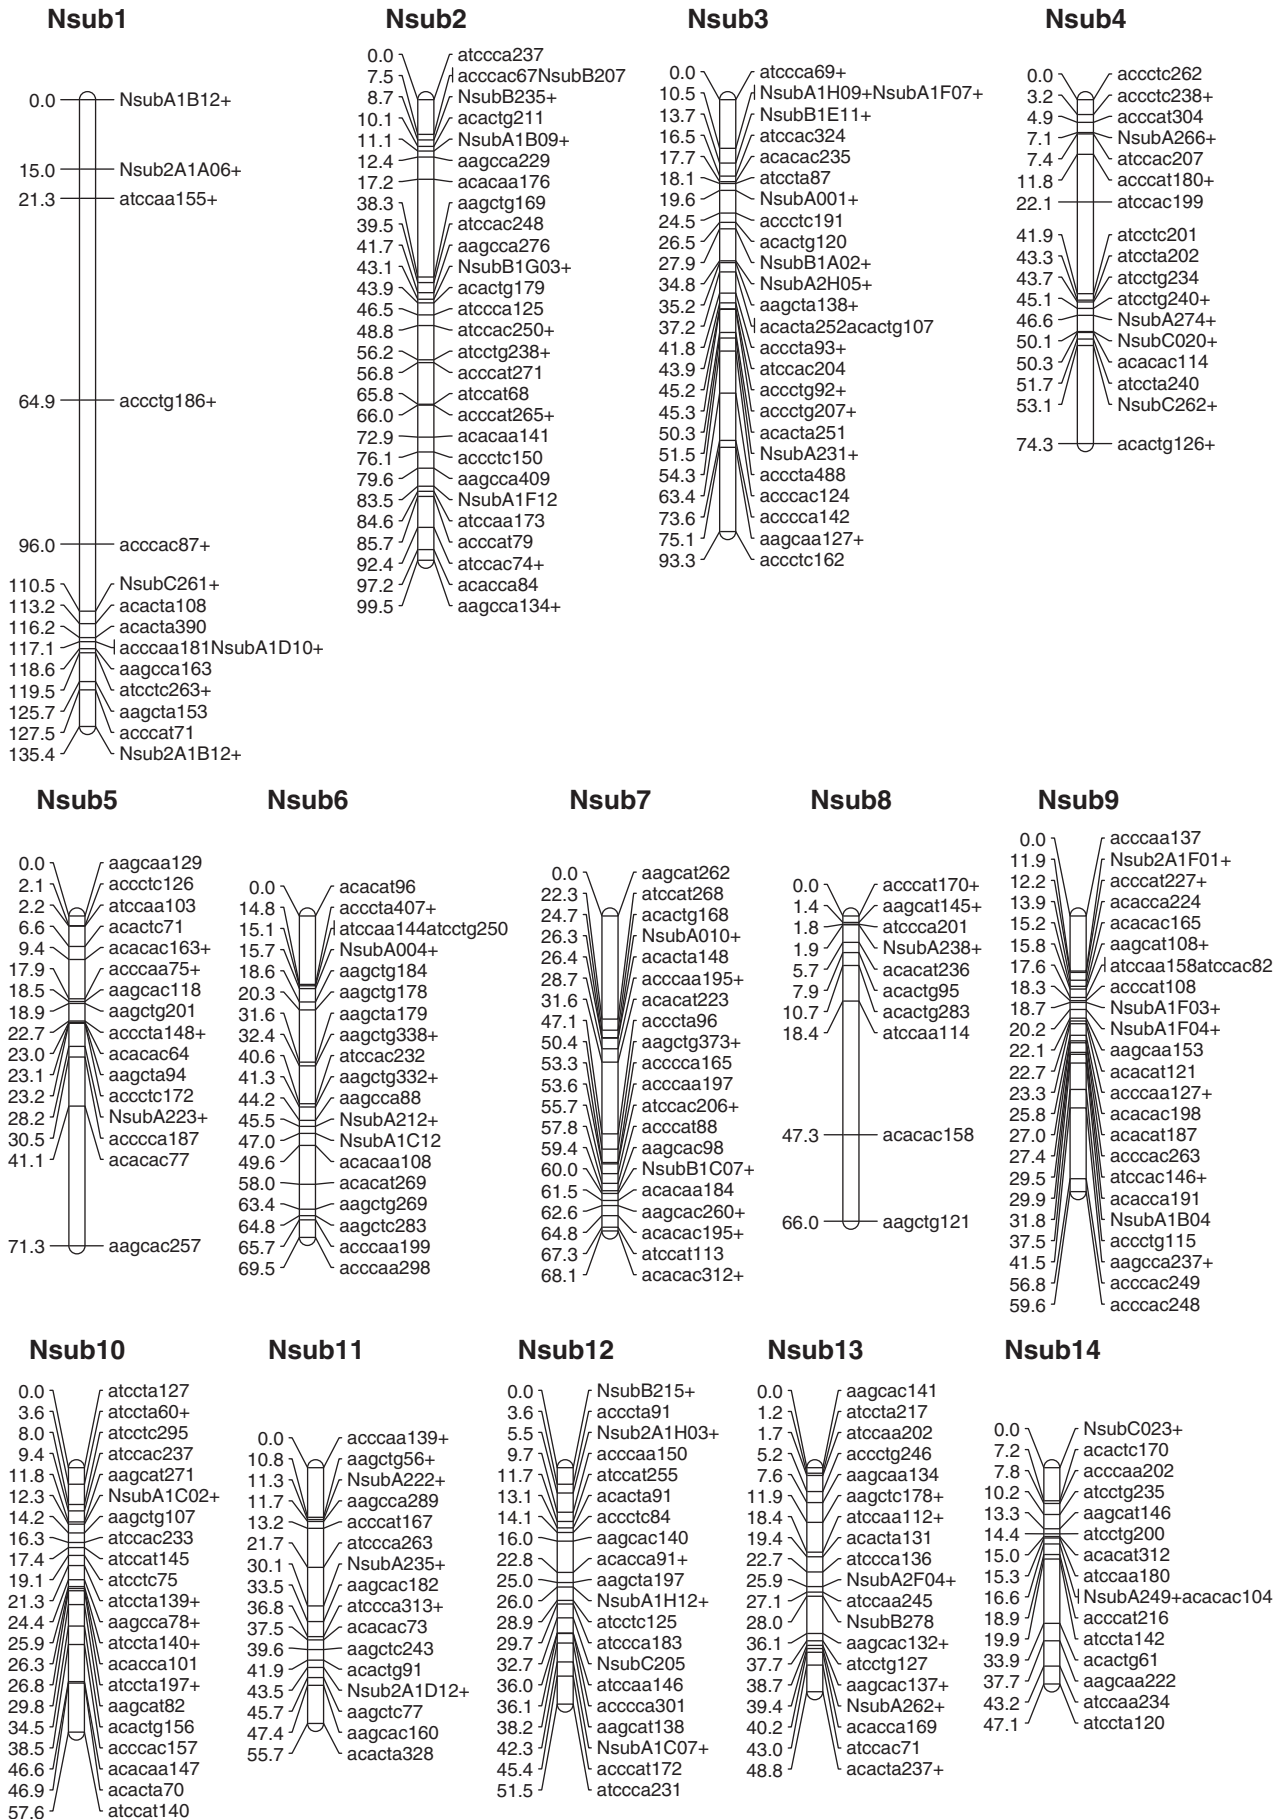 Nsub1
0.0 NsubA1B12+
15.0 Nsub2A1A06+
21.3 atccaa155+
64.9 accctg186+
96.0 acccac87+
110.5 NsubC261+
113.2 acacta108
116.2 acacta390
117.1 acccaa181NsubA1D10+
118.6 aagcca163
119.5 atcctc263+
125.7 aagcta153
127.5 acccat71
135.4 Nsub2A1B12+
Nsub2
0.0 atccca237
7.5 acccac67NsubB207
8.7 NsubB235+
10.1 acactg211
11.1 NsubA1B09+
12.4 aagcca229
17.2 acacaa176
38.3 aagctg169
39.5 atccac248
41.7 aagcca276
43.1 NsubB1G03+
43.9 acactg179
46.5 atccca125
48.8 atccac250+
56.2 atcctg238+
56.8 acccat271
65.8 atccat68
66.0 acccat265+
72.9 acacaa141
76.1 accctc150
79.6 aagcca409
83.5 NsubA1F12
84.6 atccaa173
85.7 acccat79
92.4 atccac74+
97.2 acacca84
99.5 aagcca134+
Nsub3
0.0 atccca69+
10.5 NsubA1H09+NsubA1F07+
13.7 NsubB1E11+
16.5 atccac324
17.7 acacac235
18.1 atccta87
19.6 NsubA001+
24.5 accctc191
26.5 acactg120
27.9 NsubB1A02+
34.8 NsubA2H05+
35.2 aagcta138+
37.2 acacta252acactg107
41.8 acccta93+
43.9 atccac204
45.2 accctg92+
45.3 accctg207+
50.3 acacta251
51.5 NsubA231+
54.3 acccta488
63.4 acccac124
73.6 acccca142
75.1 aagcaa127+
93.3 accctc162
Nsub4
0.0 accctc262
3.2 accctc238+
4.9 acccat304
7.1 NsubA266+
7.4 atccac207
11.8 acccat180+
22.1 atccac199
41.9 atcctc201
43.3 atccta202
43.7 atcctg234
45.1 atcctg240+
46.6 NsubA274+
50.1 NsubC020+
50.3 acacac114
51.7 atccta240
53.1 NsubC262+
74.3 acactg126+
Nsub5
0.0 aagcaa129
2.1 accctc126
2.2 atccaa103
6.6 acactc71
9.4 acacac163+
17.9 acccaa75+
18.5 aagcac118
18.9 aagctg201
22.7 acccta148+
23.0 acacac64
23.1 aagcta94
23.2 accctc172
28.2 NsubA223+
30.5 acccca187
41.1 acacac77
71.3 aagcac257
Nsub6
0.0 acacat96
14.8 acccta407+
15.1 atccaa144atcctg250
15.7 NsubA004+
18.6 aagctg184
20.3 aagctg178
31.6 aagcta179
32.4 aagctg338+
40.6 atccac232
41.3 aagctg332+
44.2 aagcca88
45.5 NsubA212+
47.0 NsubA1C12
49.6 acacaa108
58.0 acacat269
63.4 aagctg269
64.8 aagctc283
65.7 acccaa199
69.5 acccaa298
Nsub7
0.0 aagcat262
22.3 atccat268
24.7 acactg168
26.3 NsubA010+
26.4 acacta148
28.7 acccaa195+
31.6 acacat223
47.1 acccta96
50.4 aagctg373+
53.3 acccca165
53.6 acccaa197
55.7 atccac206+
57.8 acccat88
59.4 aagcac98
60.0 NsubB1C07+
61.5 acacaa184
62.6 aagcac260+
64.8 acacac195+
67.3 atccat113
68.1 acacac312+
Nsub8
0.0 acccat170+
1.4 aagcat145+
1.8 atccca201
1.9 NsubA238+
5.7 acacat236
7.9 acactg95
10.7 acactg283
18.4 atccaa114
47.3 acacac158
66.0 aagctg121
Nsub9
0.0 acccaa137
11.9 Nsub2A1F01+
12.2 acccat227+
13.9 acacca224
15.2 acacac165
15.8 aagcat108+
17.6 atccaa158atccac82
18.3 acccat108
18.7 NsubA1F03+
20.2 NsubA1F04+
22.1 aagcaa153
22.7 acacat121
23.3 acccaa127+
25.8 acacac198
27.0 acacat187
27.4 acccac263
29.5 atccac146+
29.9 acacca191
31.8 NsubA1B04
37.5 accctg115
41.5 aagcca237+
56.8 acccac249
59.6 acccac248
Nsub10
0.0 atccta127
3.6 atccta60+
8.0 atcctc295
9.4 atccac237
11.8 aagcat271
12.3 NsubA1C02+
14.2 aagctg107
16.3 atccac233
17.4 atccat145
19.1 atcctc75
21.3 atccta139+
24.4 aagcca78+
25.9 atccta140+
26.3 acacca101
26.8 atccta197+
29.8 aagcat82
34.5 acactg156
38.5 acccac157
46.6 acacaa147
46.9 acacta70
57.6 atccat140
Nsub11
0.0 acccaa139+
10.8 aagctg56+
11.3 NsubA222+
11.7 aagcca289
13.2 acccat167
21.7 atccca263
30.1 NsubA235+
33.5 aagcac182
36.8 atccca313+
37.5 acacac73
39.6 aagctc243
41.9 acactg91
43.5 Nsub2A1D12+
45.7 aagctc77
47.4 aagcac160
55.7 acacta328
Nsub12
0.0 NsubB215+
3.6 acccta91
5.5 Nsub2A1H03+
9.7 acccaa150
11.7 atccat255
13.1 acacta91
14.1 accctc84
16.0 aagcac140
22.8 acacca91+
25.0 aagcta197
26.0 NsubA1H12+
28.9 atcctc125
29.7 atccca183
32.7 NsubC205
36.0 atccaa146
36.1 acccca301
38.2 aagcat138
42.3 NsubA1C07+
45.4 acccat172
51.5 atccca231
Nsub13
0.0 aagcac141
1.2 atccta217
1.7 atccaa202
5.2 accctg246
7.6 aagcaa134
11.9 aagctc178+
18.4 atccaa112+
19.4 acacta131
22.7 atccca136
25.9 NsubA2F04+
27.1 atccaa245
28.0 NsubB278
36.1 aagcac132+
37.7 atcctg127
38.7 aagcac137+
39.4 NsubA262+
40.2 acacca169
43.0 atccac71
48.8 acacta237+
Nsub14
0.0 NsubC023+
7.2 acactc170
7.8 acccaa202
10.2 atcctg235
13.3 aagcat146
14.4 atcctg200
15.0 acacat312
15.3 atccaa180
16.6 NsubA249+acacac104
18.9 acccat216
19.9 atccta142
33.9 acactg61
37.7 aagcaa222
43.2 atccaa234
47.1 atccta120